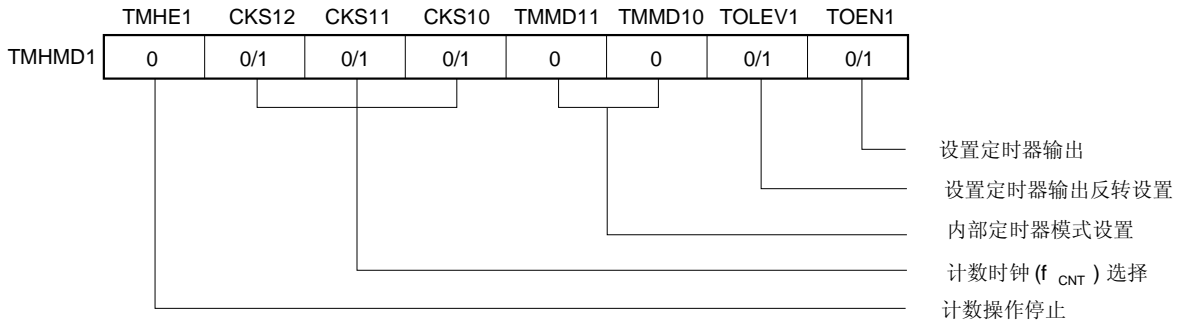 TMHE1 CKS12 CKS11 CKS10 TMMD11 TMMD10 TOLEV1 TOEN1
TMHMD1 0 0/1 0/1 0/1 0 0 0/1 0/1
设置定时器输出
设置定时器输出反转设置
内部定时器模式设置
计数时钟 (f CNT ) 选择
计数操作停止